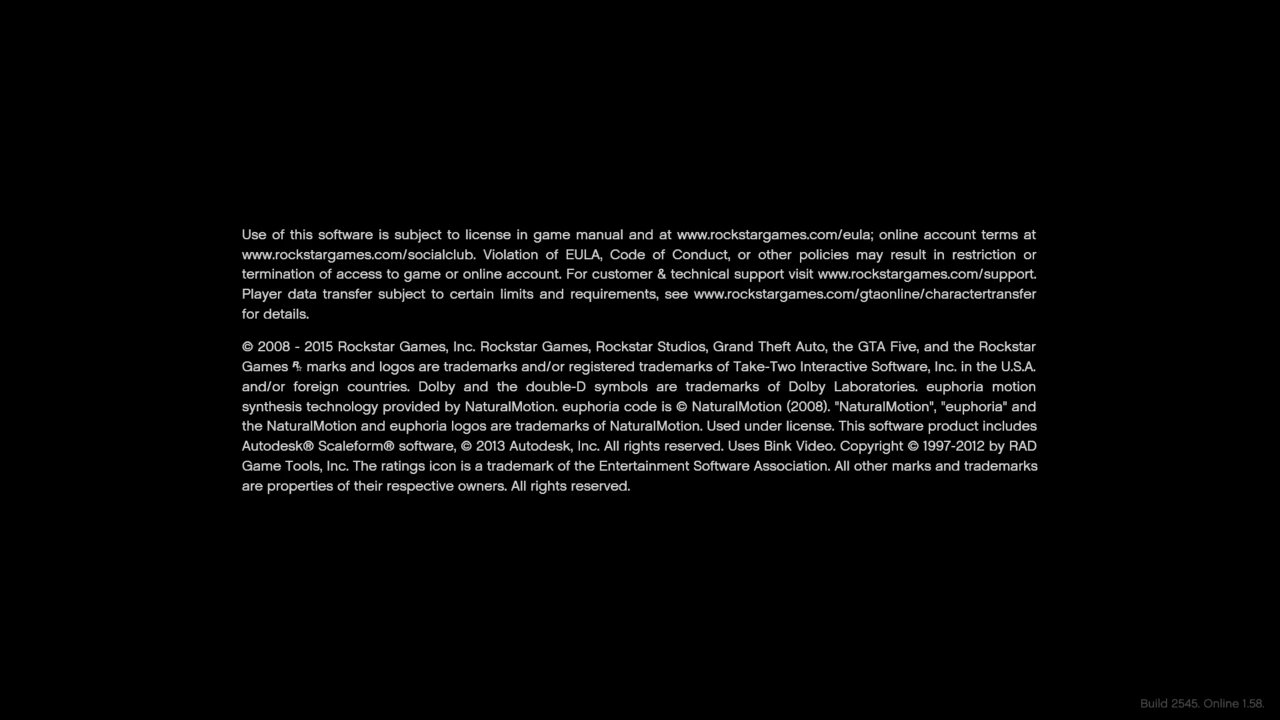 Use of this software is subject to license in game manual and at www.rockstargames.com/eula; online account terms at
www.rockstargames.com/socialclub. Violation of EULA, Code of Conduct, or other policies may result in restriction or
termination of access to game or online account. For customer & technical support visit www.rockstargames.com/support.
Player data transfer subject to certain limits and requirements, see www.rockstargames.com/gtaonline/charactertransfer
for details.
© 2008 - 2015 Rockstar Games, Inc. Rockstar Games, Rockstar Studios, Grand Theft Auto, the GTA Five, and the Rockstar
Games R* marks and logos are trademarks and/or registered trademarks of Take-Two Interactive Software, Inc. in the U.S.A.
and/or foreign countries. Dolby and the double-D symbols are trademarks of Dolby Laboratories. euphoria motion
synthesis technology provided by NaturalMotion. euphoria code is © NaturalMotion (2008). "NaturalMotion", "euphoria" and
the NaturalMotion and euphoria logos are trademarks of NaturalMotion. Used under license. This software product includes
Autodesk® Scaleform® software, © 2013 Autodesk, Inc. All rights reserved. Uses Bink Video. Copyright © 1997-2012 by RAD
Game Tools, Inc. The ratings icon is a trademark of the Entertainment Software Association. All other marks and trademarks
are properties of their respective owners. All rights reserved.
Build 2545. Online 1.58.